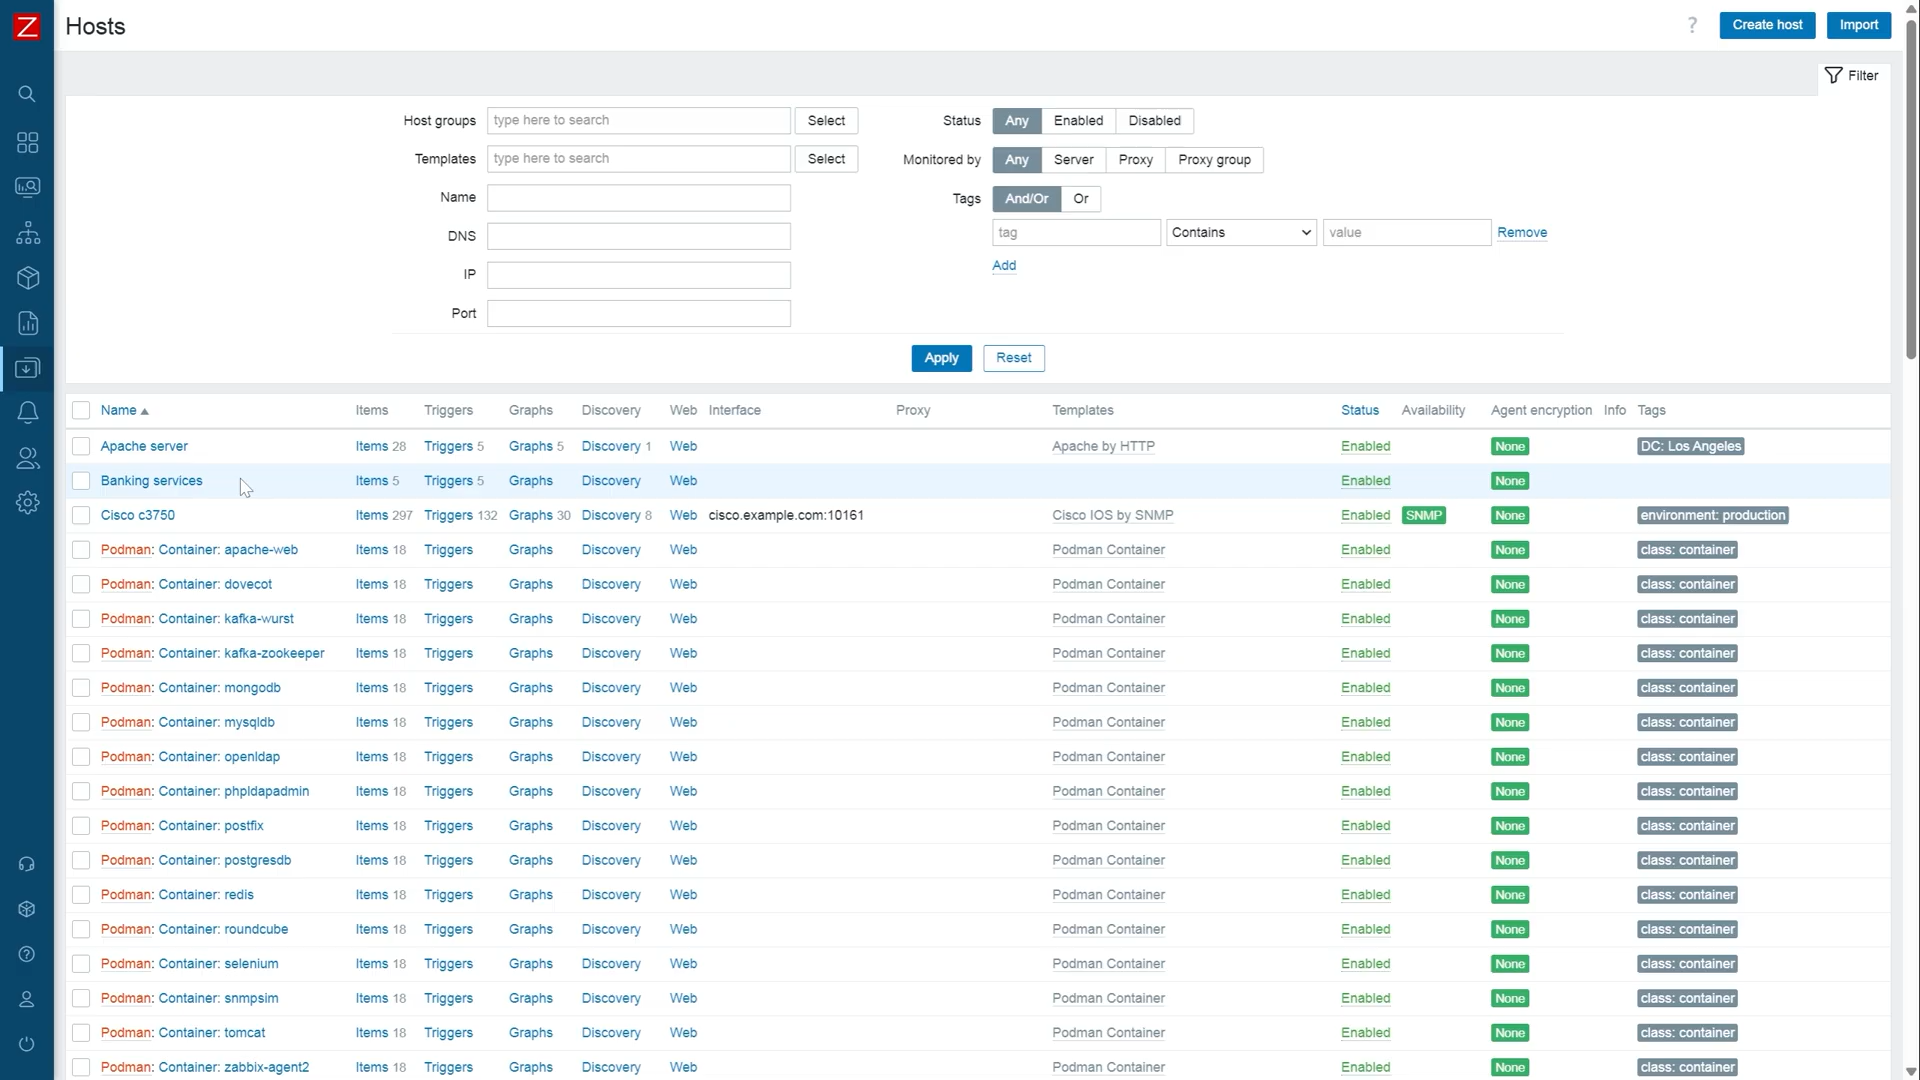 Z Hosts ? Create host Import
Filter
Host groups type here to search Select Status Any Enabled Disabled
Templates type here to search Select Monitored by Any Server Proxy Proxy group
Name Tags And/Or Or
DNS tag Contains value Remove
Add
IP
Port
Apply Reset
Name Items Triggers Graphs Discovery Web Interface Proxy Templates Status Availability Agent encryption Info Tags
Apache server Items 28 Triggers 5 Graphs 5 Discovery 1 Web Apache by HTTP Enabled None DC: Los Angeles
Banking services Items 5 Triggers 5 Graphs Discovery Web Enabled None
Cisco c3750 Items 297 Triggers 132 Graphs 30 Discovery 8 Web cisco.example.com:10161 Cisco IOS by SNMP Enabled SNMP None environment: production
Podman: Container: apache-web Items 18 Triggers Graphs Discovery Web Podman Container Enabled None class: container
Podman: Container: dovecot Items 18 Triggers Graphs Discovery Web Podman Container Enabled None class: container
Podman: Container: kafka-wurst Items 18 Triggers Graphs Discovery Web Podman Container Enabled None class: container
Podman: Container: kafka-zookeeper Items 18 Triggers Graphs Discovery Web Podman Container Enabled None class: container
Podman: Container: mongodb Items 18 Triggers Graphs Discovery Web Podman Container Enabled None class: container
Podman: Container: mysqldb Items 18 Triggers Graphs Discovery Web Podman Container Enabled None class: container
Podman: Container: openldap Items 18 Triggers Graphs Discovery Web Podman Container Enabled None class: container
Podman: Container: phpldapadmin Items 18 Triggers Graphs Discovery Web Podman Container Enabled None class: container
Podman: Container: postfix Items 18 Triggers Graphs Discovery Web Podman Container Enabled None class: container
Podman: Container: postgresdb Items 18 Triggers Graphs Discovery Web Podman Container Enabled None class: container
Podman: Container: redis Items 18 Triggers Graphs Discovery Web Podman Container Enabled None class: container
Podman: Container: roundcube Items 18 Triggers Graphs Discovery Web Podman Container Enabled None class: container
Podman: Container: selenium Items 18 Triggers Graphs Discovery Web Podman Container Enabled None class: container
Podman: Container: snmpsim Items 18 Triggers Graphs Discovery Web Podman Container Enabled None class: container
Podman: Container: tomcat Items 18 Triggers Graphs Discovery Web Podman Container Enabled None class: container
Podman: Container: zabbix-agent2 Items 18 Triggers Graphs Discovery Web Podman Container Enabled None class: container